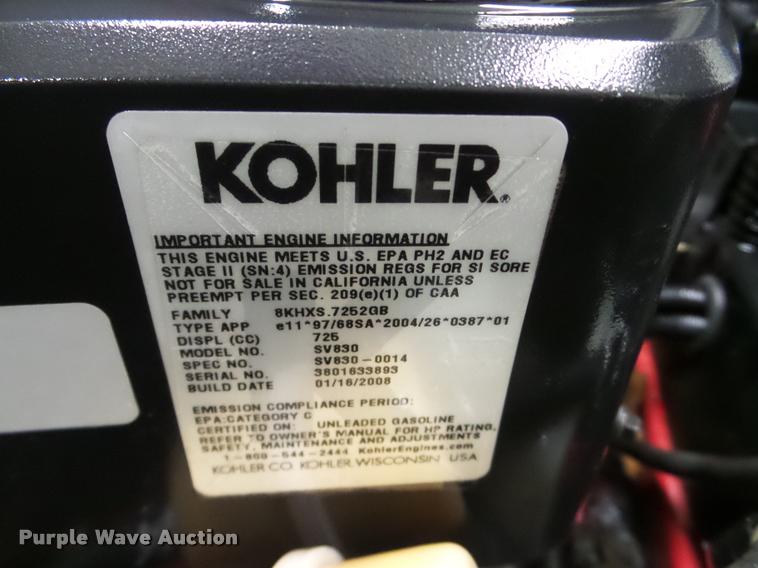 KOHLER®
IMPORTANT ENGINE INFORMATION
THIS ENGINE MEETS U.S. EPA PH2 AND EC
STAGE II (SN:4) EMISSION REGS FOR SI SORE
NOT FOR SALE IN CALIFORNIA UNLESS
PREEMPT PER SEC. 209(e)(1) OF CAA
FAMILY 8KHXS.7252GB
TYPE APP e11*97/68SA*2004/26*0387*01
DISPL (CC) 725
MODEL NO. SV830
SPEC NO. SV830-0014
SERIAL NO. 3801633893
BUILD DATE 01/16/2008
EMISSION COMPLIANCE PERIOD:
EPA:CATEGORY C
CERTIFIED ON: UNLEADED GASOLINE
REFER TO OWNER'S MANUAL FOR HP RATING,
SAFETY, MAINTENANCE AND ADJUSTMENTS
1-800-544-2444 KohlerEngines.com
KOHLER CO. KOHLER, WISCONSIN USA
Purple Wave Auction